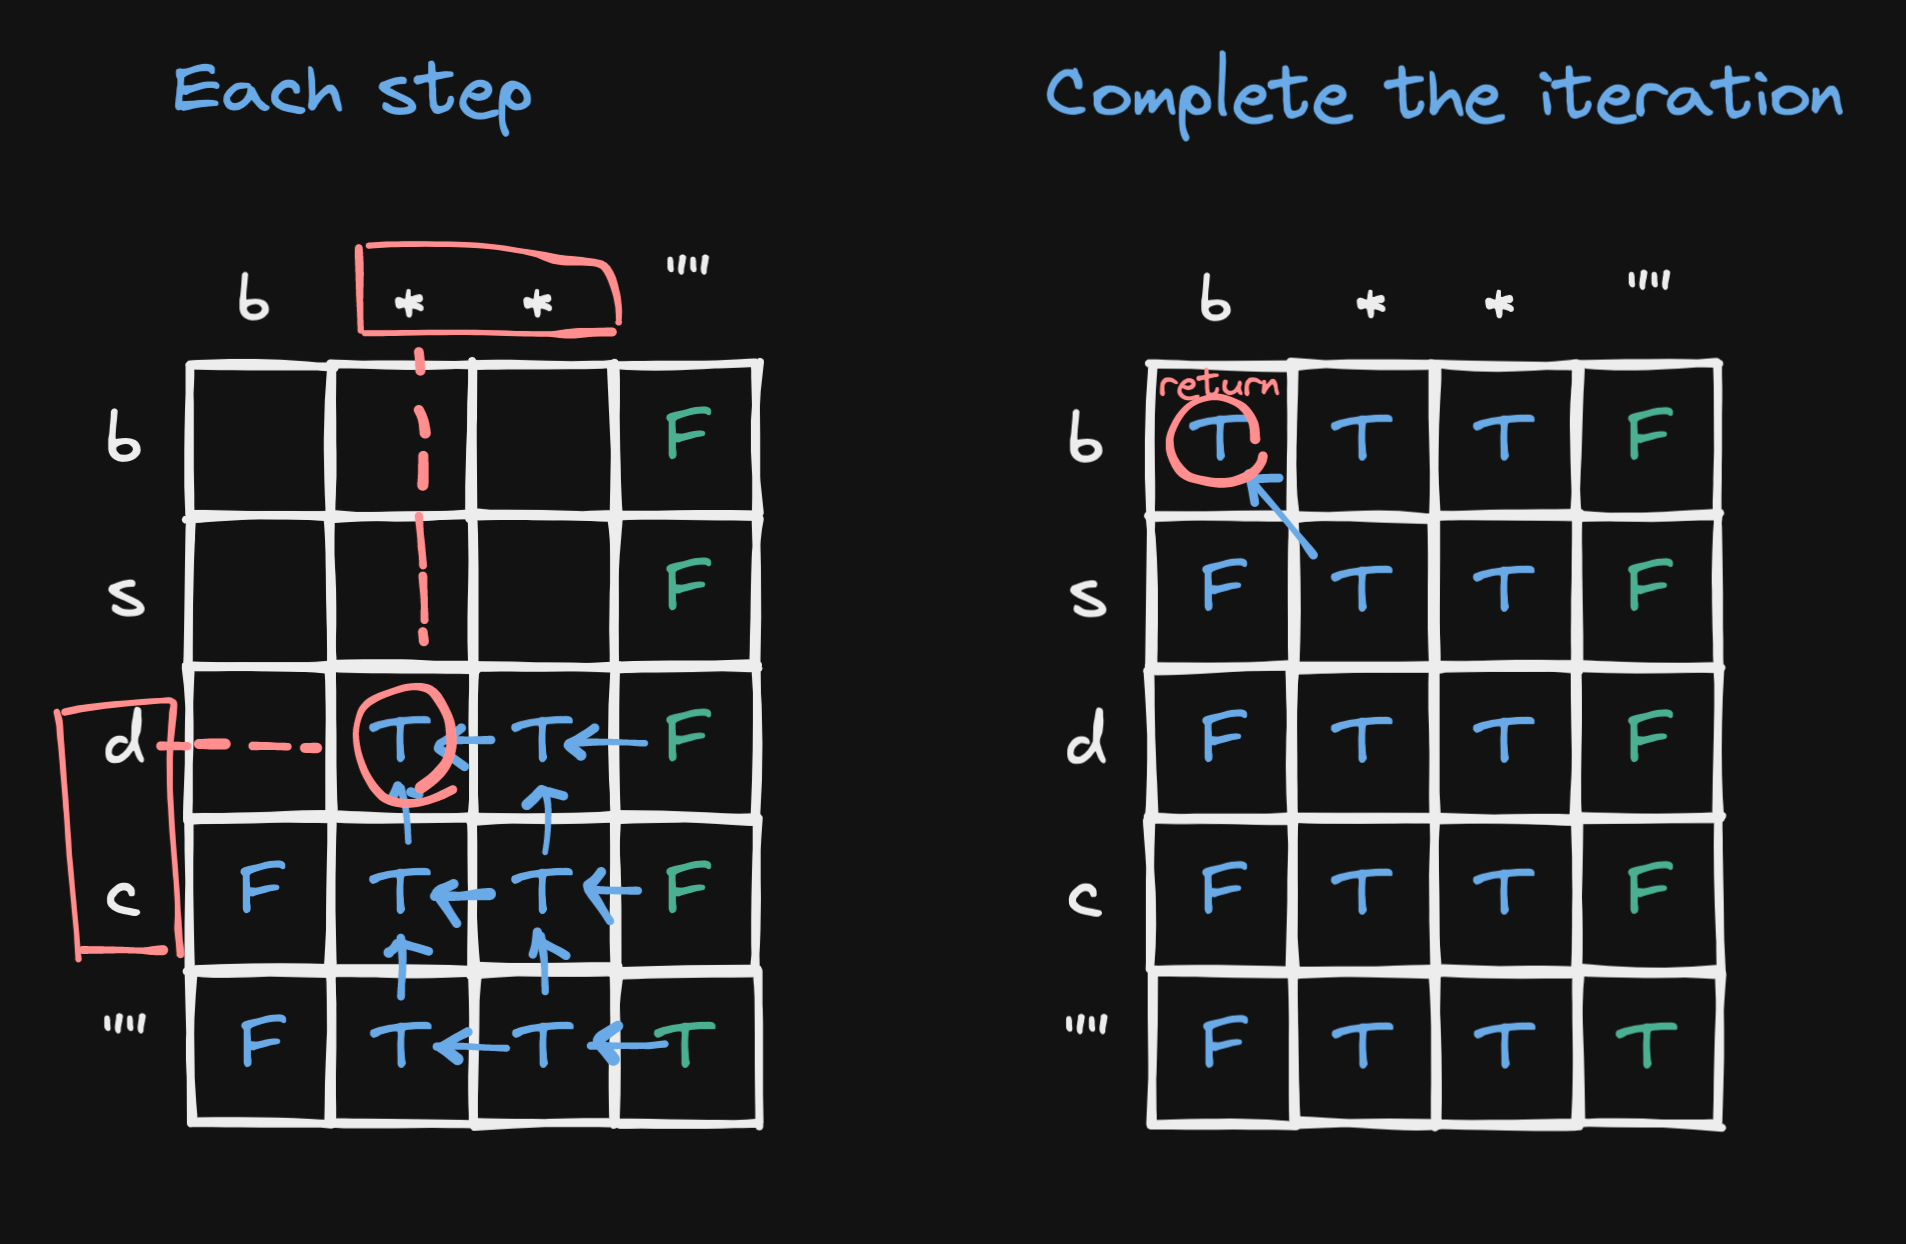 Each step
Complete the iteration
b * * ""
b * * ""
b F
b return T T T F
s F
s F T T F
d T T F
d F T T F
c F T T F
c F T T F
"" F T T T
"" F T T T